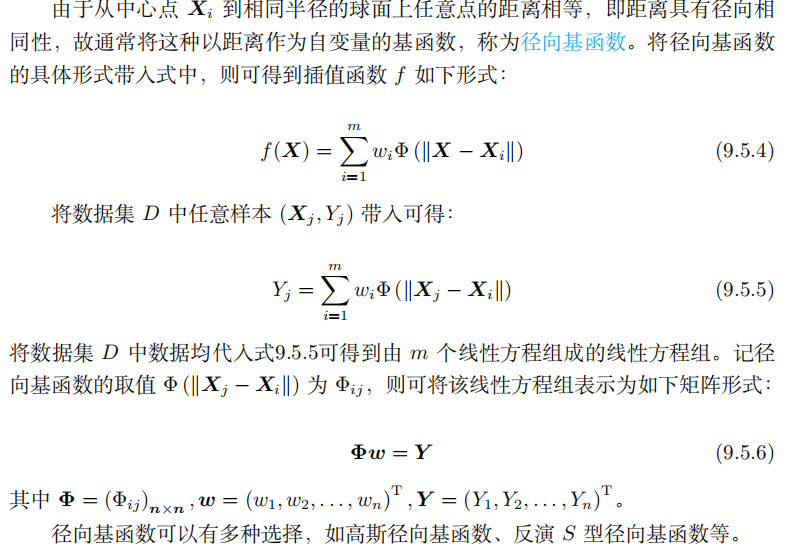 由于从中心点 X_i 到相同半径的球面上任意点的距离相等，即距离具有径向相
同性，故通常将这种以距离作为自变量的基函数，称为径向基函数。将径向基函数
的具体形式带入式中，则可得到插值函数 f 如下形式：
f(X) = \sum_{i=1}^{m} w_i Φ (‖X − X_i‖) (9.5.4)
将数据集 D 中任意样本 (X_j, Y_j) 带入可得：
Y_j = \sum_{i=1}^{m} w_i Φ (‖X_j − X_i‖) (9.5.5)
将数据集 D 中数据均代入式9.5.5可得到由 m 个线性方程组成的线性方程组。记径
向基函数的取值 Φ (‖X_j − X_i‖) 为 Φ_{ij}，则可将该线性方程组表示为如下矩阵形式：
Φw = Y (9.5.6)
其中 Φ = (Φ_{ij})_{n×n}, w = (w_1, w_2, . . . , w_n)^T, Y = (Y_1, Y_2, . . . , Y_n)^T。
径向基函数可以有多种选择，如高斯径向基函数、反演 S 型径向基函数等。